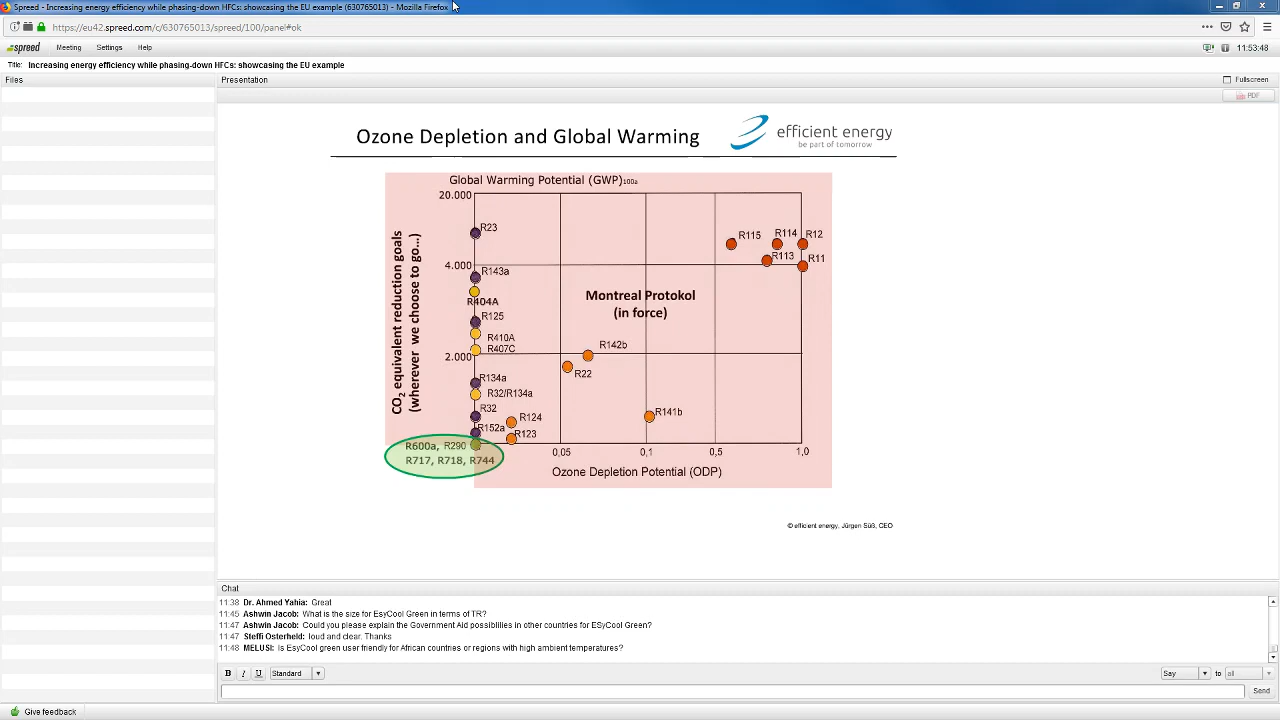 Spreed - Increasing energy efficiency while phasing-down HFCs: showcasing the EU example (630765013) - Mozilla Firefox
https://eu42.spreed.com/c/630765013/spreed/100/panel#ok
spreed Meeting Settings Help 11:53:48
Title: Increasing energy efficiency while phasing-down HFCs: showcasing the EU example
Files Presentation Fullscreen
PDF
Ozone Depletion and Global Warming
efficient energy
be part of tomorrow
Global Warming Potential (GWP)100a
20.000
R23
R115 R114 R12
R113 R11
4.000
R143a
R404A
Montreal Protokol
(in force)
R125
R410A
R407C
R142b
2.000
R22
R134a
R32/R134a
R32
R124
R141b
R152a
R123
CO2 equivalent reduction goals
(wherever we choose to go...)
R600a, R290
R717, R718, R744
0,05 0,1 0,5 1,0
Ozone Depletion Potential (ODP)
© efficient energy, Jürgen Süß, CEO
Chat
11:38 Dr. Ahmed Yahia: Great
11:45 Ashwin Jacob: What is the size for EsyCool Green in terms of TR?
11:47 Ashwin Jacob: Could you please explain the Government Aid possiblilies in other countries for ESyCool Green?
11:47 Steffi Osterheld: loud and clear. Thanks
11:48 MELUSI: is EsyCool green user friendly for African countries or regions with high ambient temperatures?
B I U Standard Say to all
Send
Give feedback